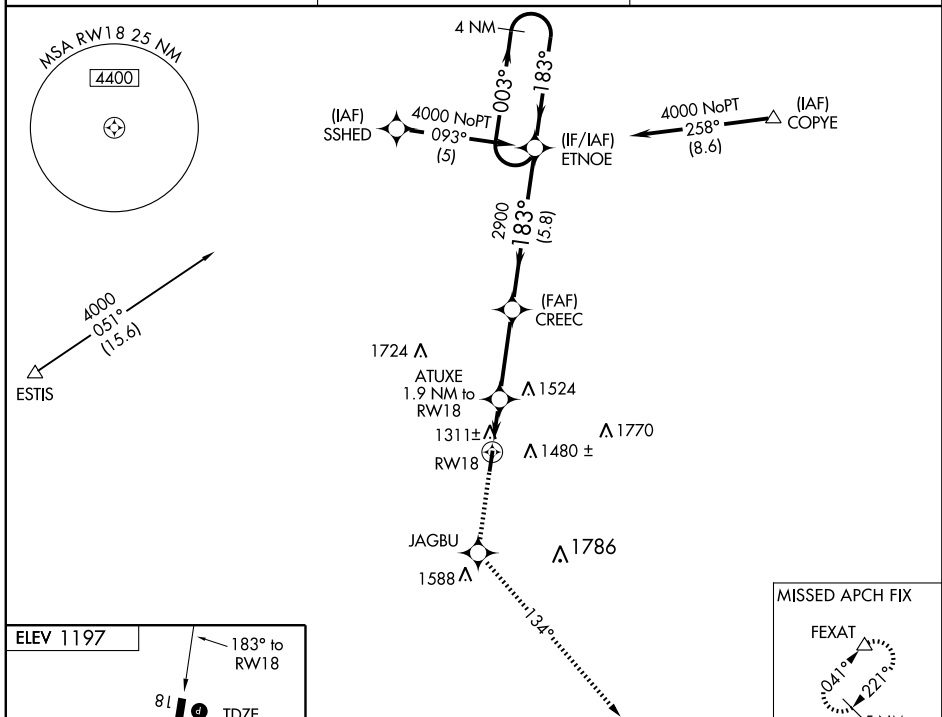 MSA RW18 25 NM
4400
4 NM
003°
183°
(IAF)
SSHED
4000 NoPT
093°
(5)
(IF/IAF)
ETNOE
4000 NoPT
258°
(8.6)
(IAF)
COPYE
2900
183°
(5.8)
4000
051°
(15.6)
ESTIS
(FAF)
CREEC
1724
ATUXE
1.9 NM to
RW18
1524
1311±
1770
RW18
1480 ±
JAGBU
1786
1588
134°
MISSED APCH FIX
FEXAT
041°
221°
ELEV 1197
183° to
RW18
18
P
TDZE